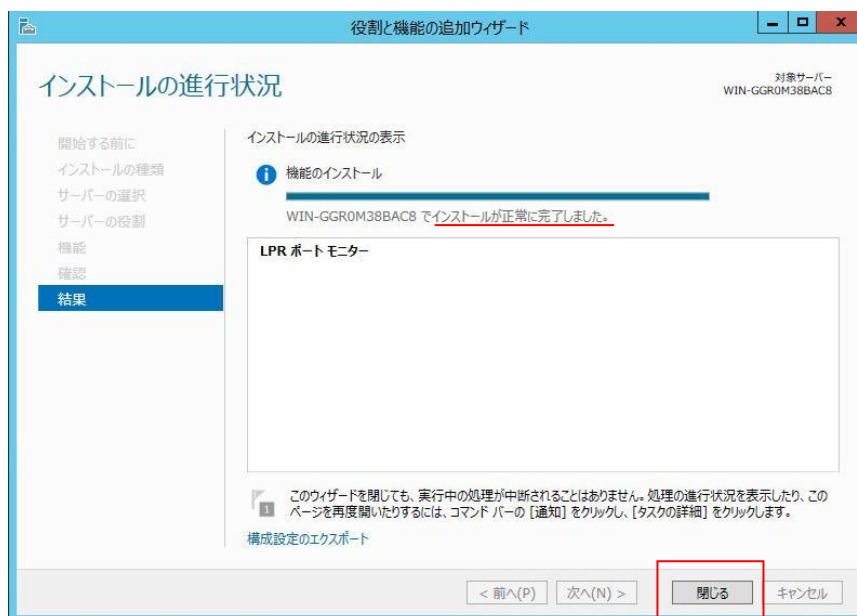 役割と機能の追加ウィザード
インストールの進行状況
対象サーバー
WIN-GGR0M38BAC8
開始する前に
インストールの種類
サーバーの選択
サーバーの役割
機能
確認
結果
インストールの進行状況の表示
機能のインストール
WIN-GGR0M38BAC8 でインストールが正常に完了しました。
LPR ポート モニター
1
このウィザードを閉じても、実行中の処理が中断されることはありません。処理の進行状況を表示したり、この
ページを再度開いたりするには、コマンド バーの [通知] をクリックし、[タスクの詳細] をクリックします。
構成設定のエクスポート
< 前へ(P) 次へ(N) > 閉じる キャンセル